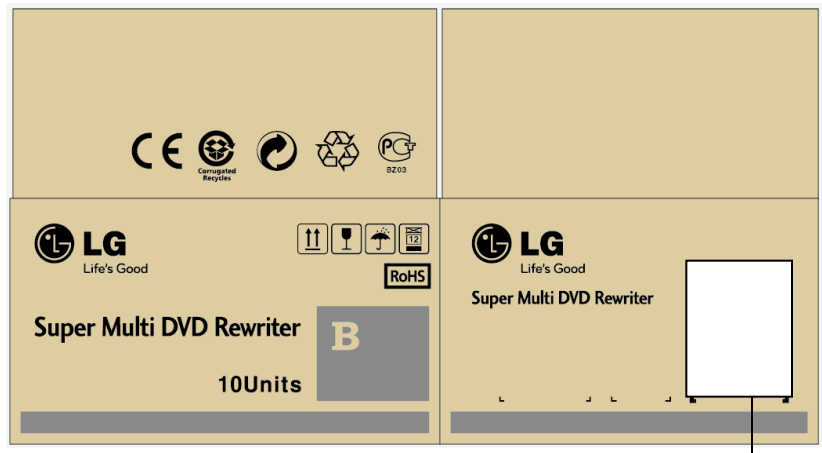 CE
Corrugated
Recycles
PG
BZ03
LG
Life's Good
12
RoHS
Super Multi DVD Rewriter
B
10Units
LG
Life's Good
Super Multi DVD Rewriter